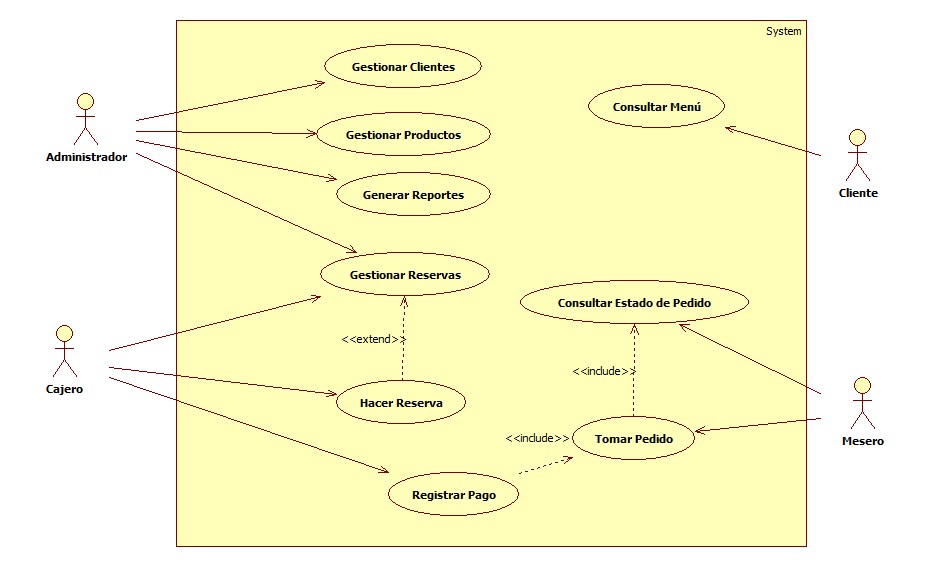 System
Gestionar Clientes
Consultar Menú
Gestionar Productos
Administrador
Generar Reportes
Cliente
Gestionar Reservas
Consultar Estado de Pedido
<<extend>>
<<include>>
Cajero
Hacer Reserva
<<include>>
Tomar Pedido
Mesero
Registrar Pago